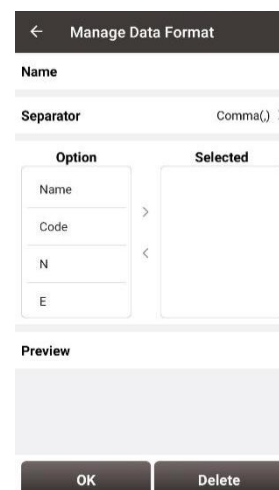 ← Manage Data Format
Name
Separator Comma(,)
Option Selected
Name
>
Code
<
N
E
Preview
OK Delete